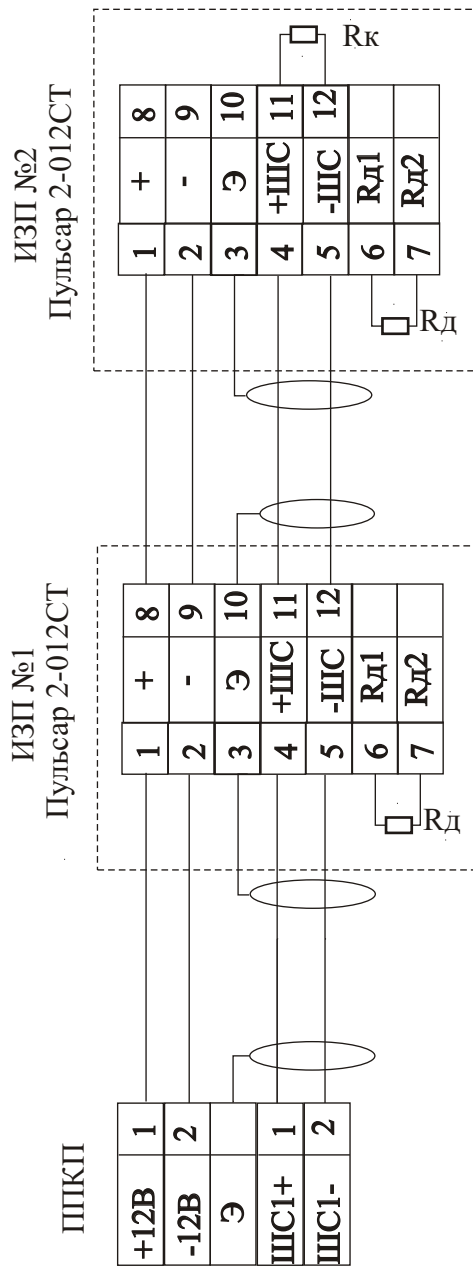 ППКП
+12В 1
-12В 2
Э
ШС1+ 1
ШС1- 2
ИЗП №1
Пульсар 2-012СТ
1 + 8
2 - 9
3 Э 10
4 +ШС 11
5 -ШС 12
6 Rд1
7 Rд2
Rд
ИЗП №2
Пульсар 2-012СТ
1 + 8
2 - 9
3 Э 10
4 +ШС 11
5 -ШС 12
6 Rд1
7 Rд2
Rд
Rк